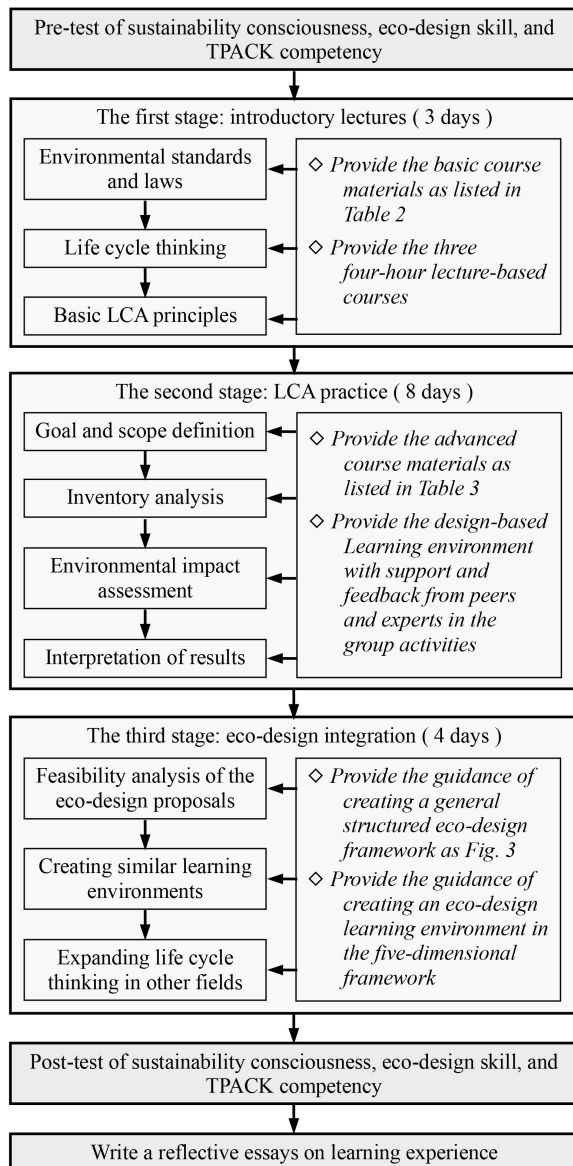 Pre-test of sustainability consciousness, eco-design skill, and
TPACK competency
The first stage: introductory lectures ( 3 days )
Environmental standards
and laws
Life cycle thinking
Basic LCA principles
◇ Provide the basic course
materials as listed in
Table 2
◇ Provide the three
four-hour lecture-based
courses
The second stage: LCA practice ( 8 days )
Goal and scope definition
Inventory analysis
Environmental impact
assessment
Interpretation of results
◇ Provide the advanced
course materials as
listed in Table 3
◇ Provide the design-based
Learning environment
with support and
feedback from peers
and experts in the
group activities
The third stage: eco-design integration ( 4 days )
Feasibility analysis of the
eco-design proposals
Creating similar learning
environments
Expanding life cycle
thinking in other fields
◇ Provide the guidance of
creating a general
structured eco-design
framework as Fig. 3
◇ Provide the guidance of
creating an eco-design
learning environment in
the five-dimensional
framework
Post-test of sustainability consciousness, eco-design skill, and
TPACK competency
Write a reflective essays on learning experience